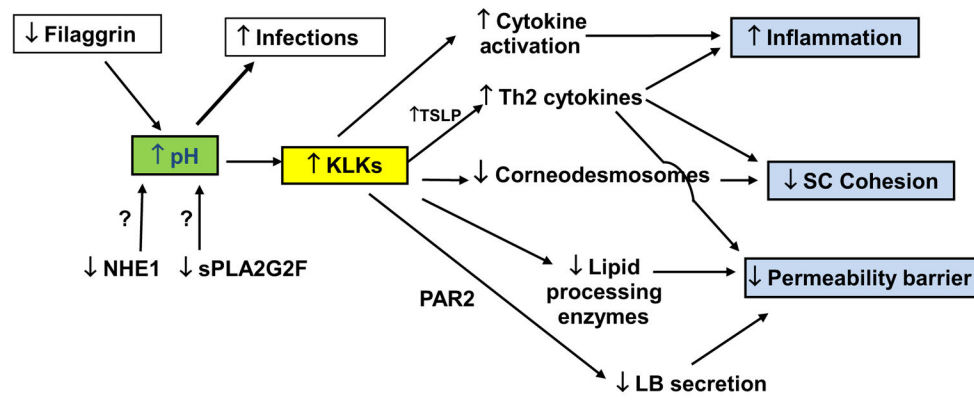 ↓ Filaggrin
↑ Infections
↑ Cytokine
activation
↑ Inflammation
↑TSLP
↑ Th2 cytokines
↑ pH
↑ KLKs
↓ Corneodesmosomes
↓ SC Cohesion
?
?
↓ NHE1
↓ sPLA2G2F
PAR2
↓ Lipid
processing
enzymes
↓ Permeability barrier
↓ LB secretion